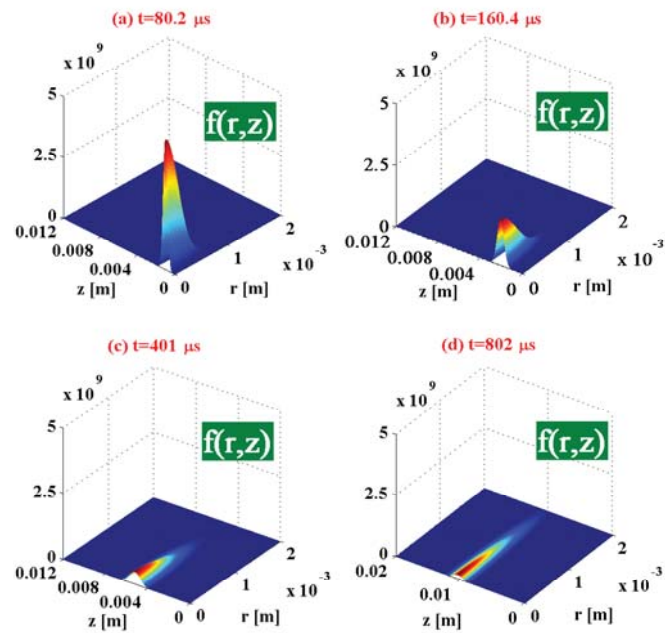 (a) t=80.2 μs
x 10 9
5
2.5
0
0.012
0.008
0.004
0
z [m]
0
1
2
x 10 -3
r [m]
f(r,z)
(b) t=160.4 μs
x 10 9
5
2.5
0
0.012
0.008
0.004
0
z [m]
0
1
2
x 10 -3
r [m]
f(r,z)
(c) t=401 μs
x 10 9
5
2.5
0
0.012
0.008
0.004
0
z [m]
0
1
2
x 10 -3
r [m]
f(r,z)
(d) t=802 μs
x 10 9
5
2.5
0
0.02
0.01
0
z [m]
0
1
2
x 10 -3
r [m]
f(r,z)